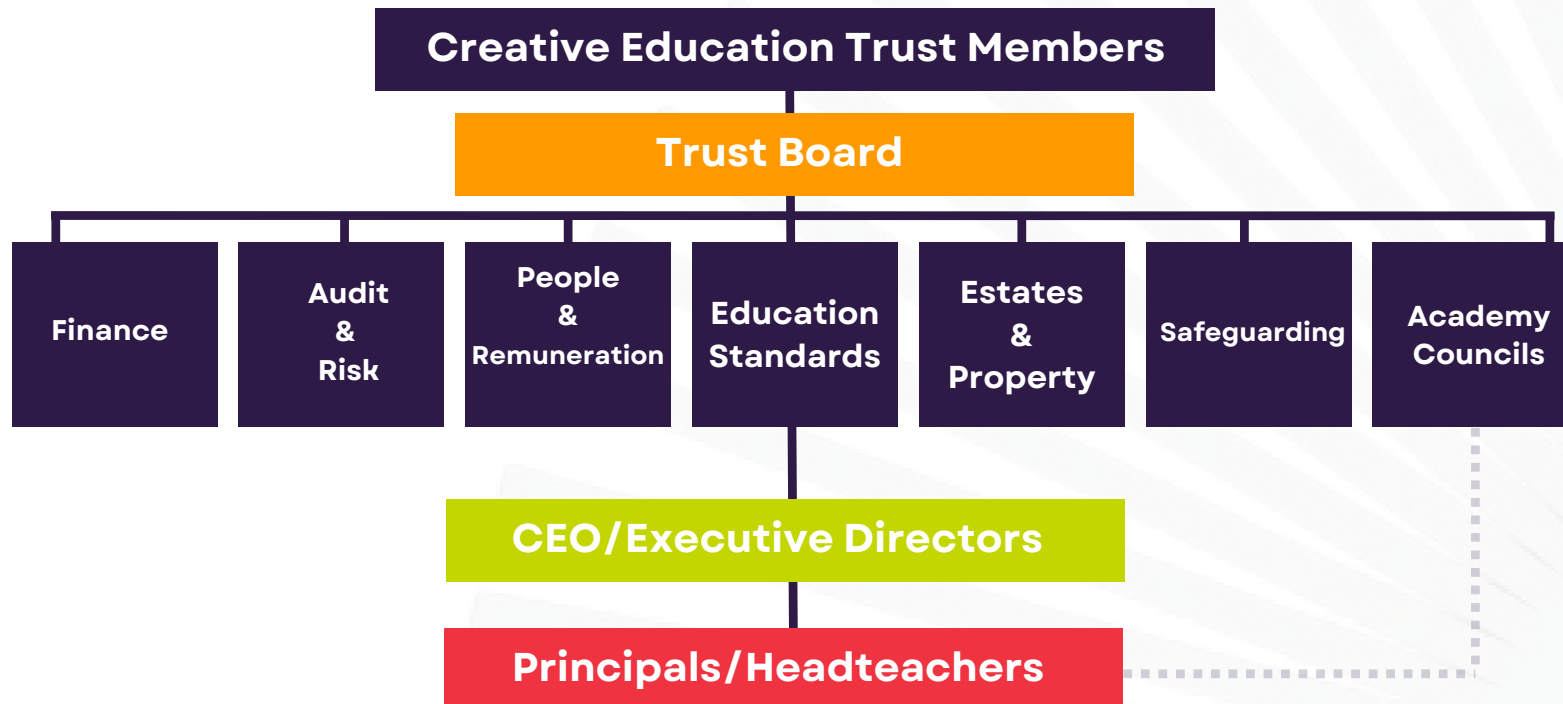 Creative Education Trust Members
Trust Board
Finance
Audit
&
Risk
People
&
Remuneration
Education
Standards
Estates
&
Property
Safeguarding
Academy
Councils
CEO/Executive Directors
Principals/Headteachers